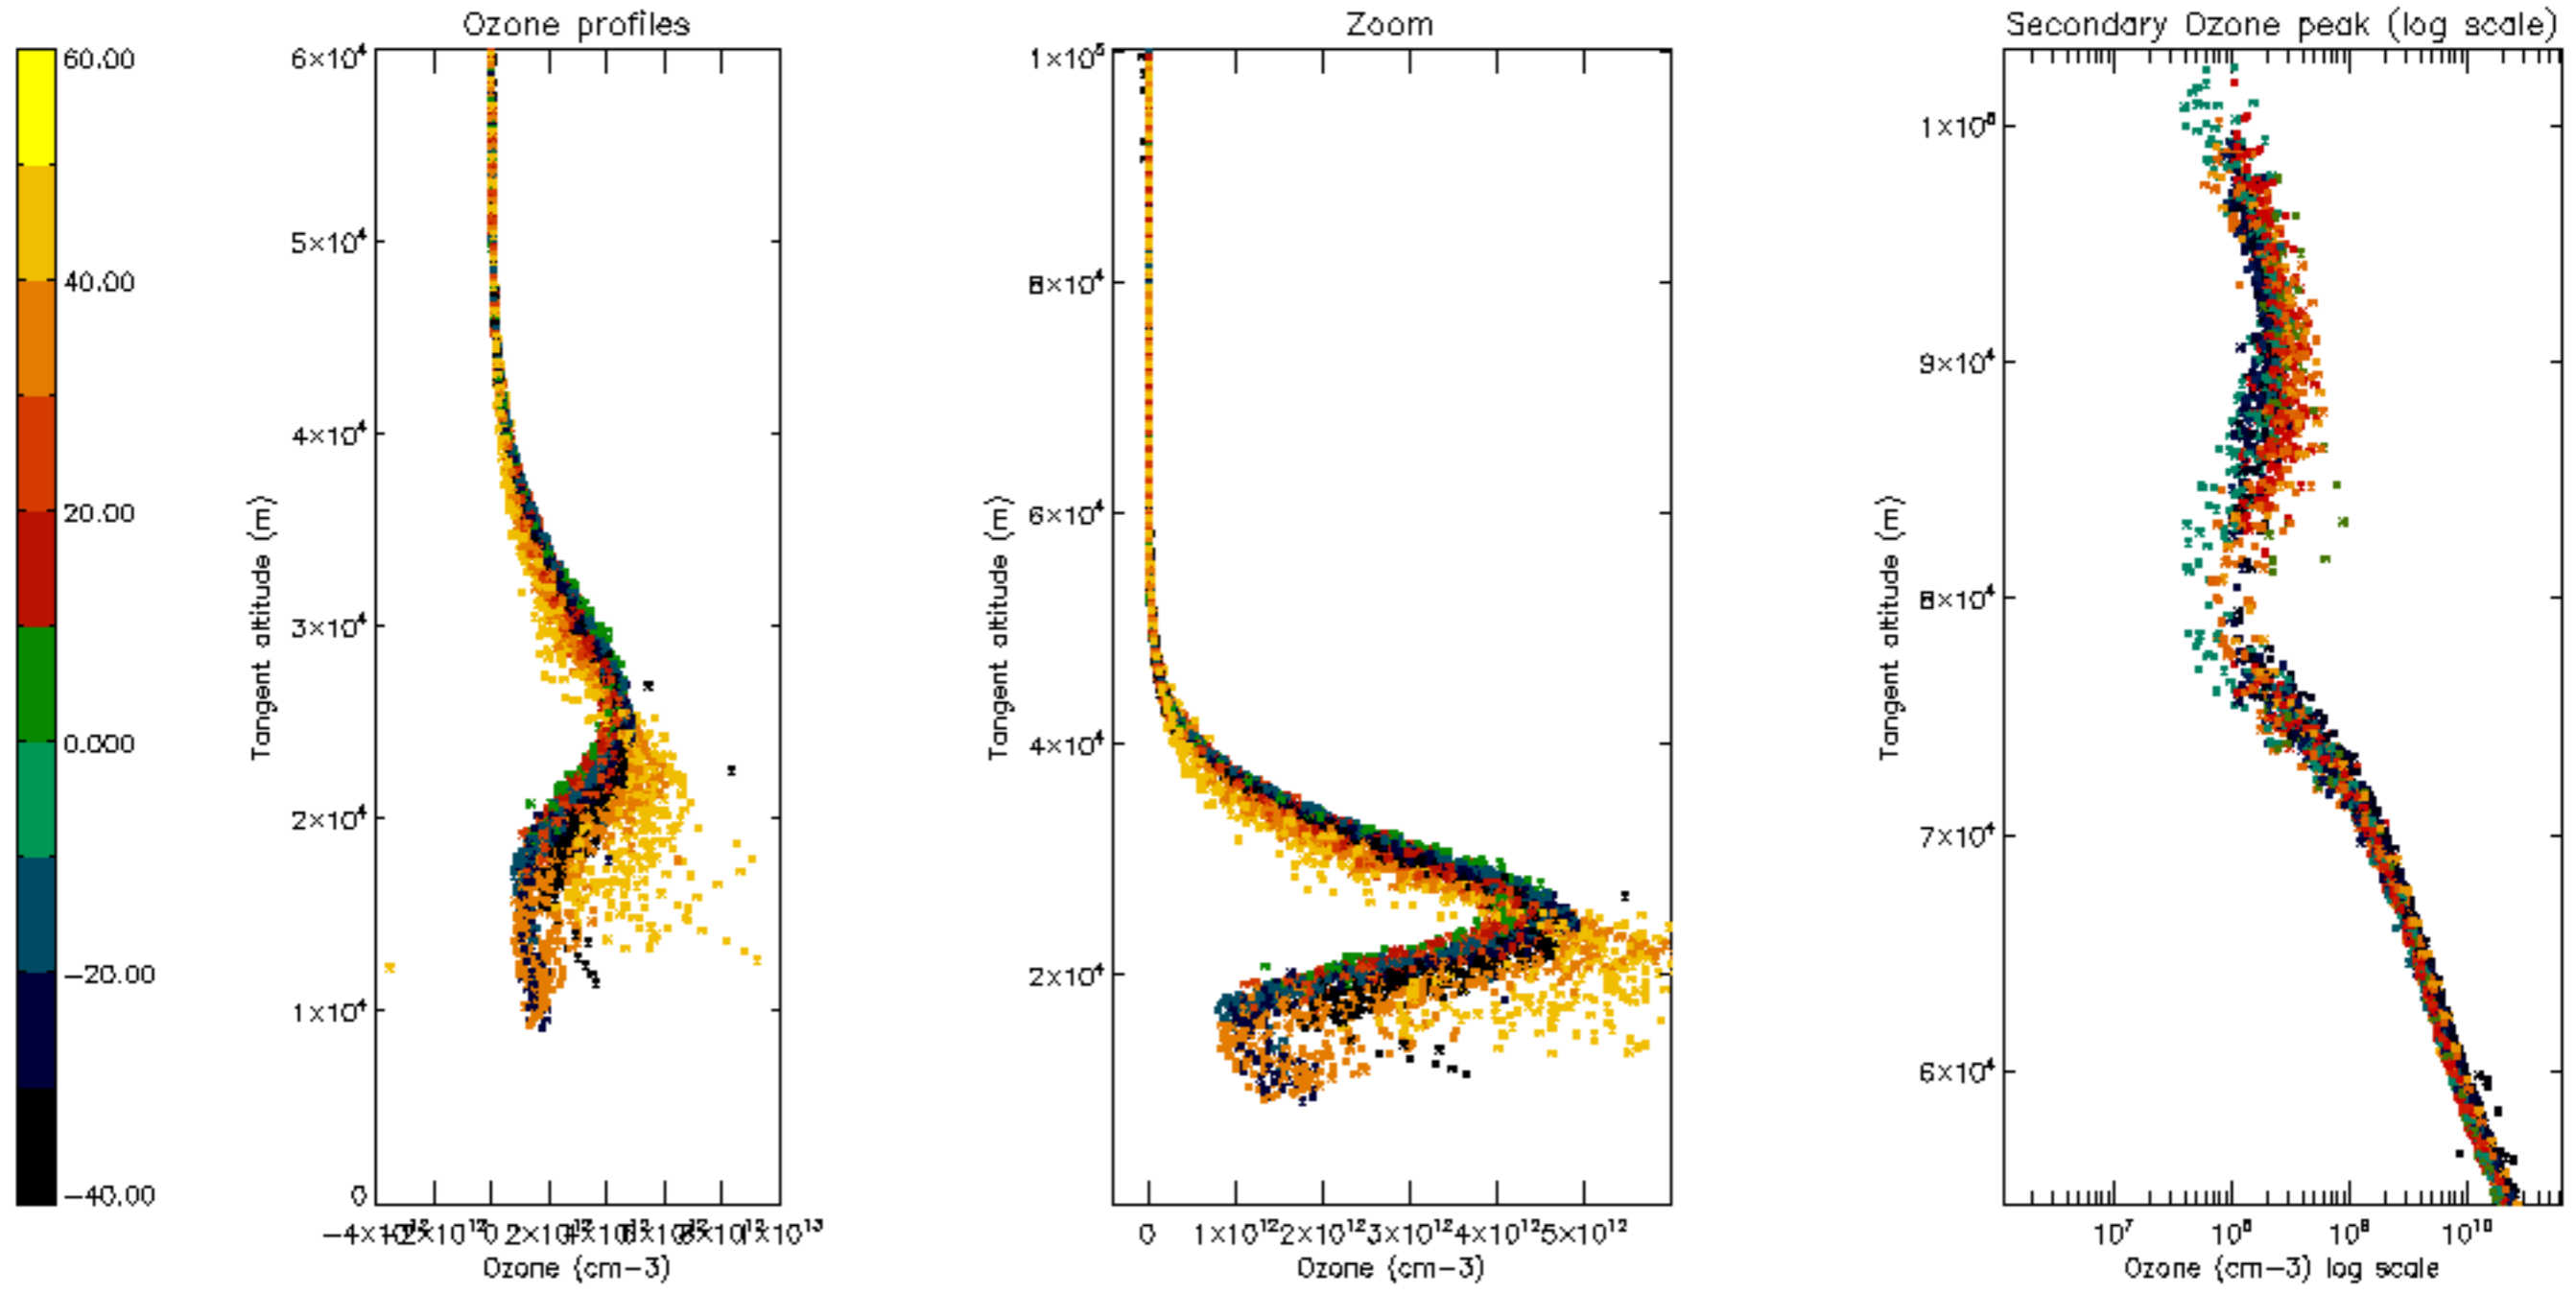 Ozone profiles
Zoom
Secondary Ozone peak (log scale)
60.00
40.00
20.00
0.000
−20.00
−40.00
6×10⁴
5×10⁴
4×10⁴
3×10⁴
2×10⁴
1×10⁴
0
Tangent altitude (m)
Ozone (cm−3)
1×10⁵
8×10⁴
6×10⁴
4×10⁴
2×10⁴
Tangent altitude (m)
0 1×10¹² 2×10¹² 3×10¹² 4×10¹² 5×10¹²
Ozone (cm−3)
1×10⁵
9×10⁴
8×10⁴
7×10⁴
6×10⁴
Tangent altitude (m)
10⁷ 10⁸ 10⁹ 10¹⁰
Ozone (cm−3) log scale